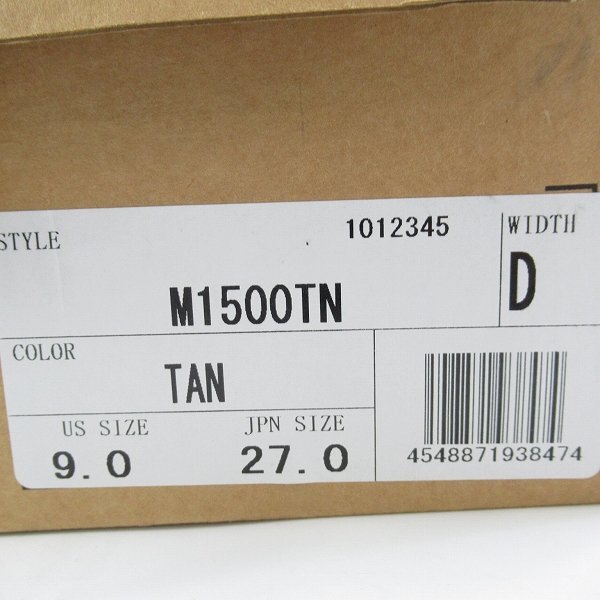 STYLE 1012345 WIDTH
M1500TN D
COLOR
TAN
US SIZE JPN SIZE
9.0 27.0
4548871938474